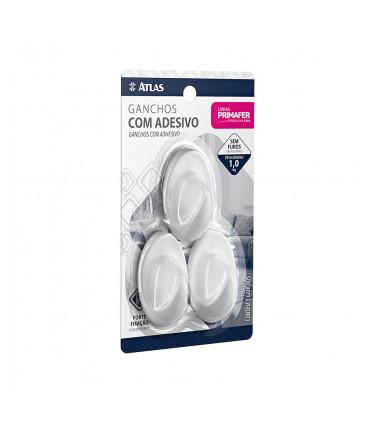 ATLAS
GANCHOS
COM ADESIVO
GANCHOS CON ADHESIVO
LINHA
PRIMAFER
SEM
FUROS
PESO MÁXIMO
1,0
Kg
FORTE
FIXAÇÃO